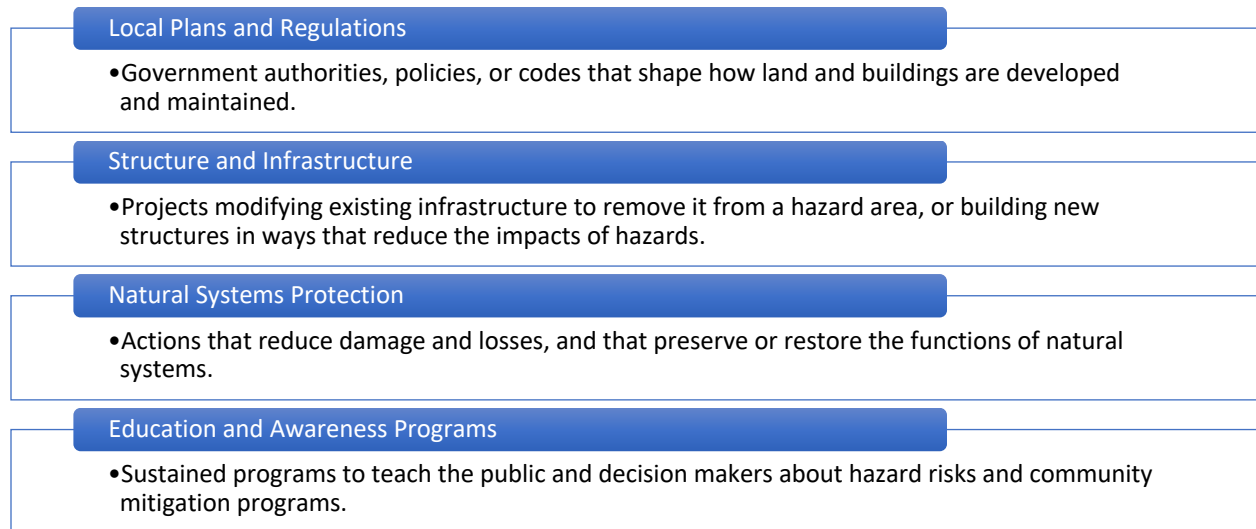 Local Plans and Regulations
•Government authorities, policies, or codes that shape how land and buildings are developed
and maintained.
Structure and Infrastructure
•Projects modifying existing infrastructure to remove it from a hazard area, or building new
structures in ways that reduce the impacts of hazards.
Natural Systems Protection
•Actions that reduce damage and losses, and that preserve or restore the functions of natural
systems.
Education and Awareness Programs
•Sustained programs to teach the public and decision makers about hazard risks and community
mitigation programs.